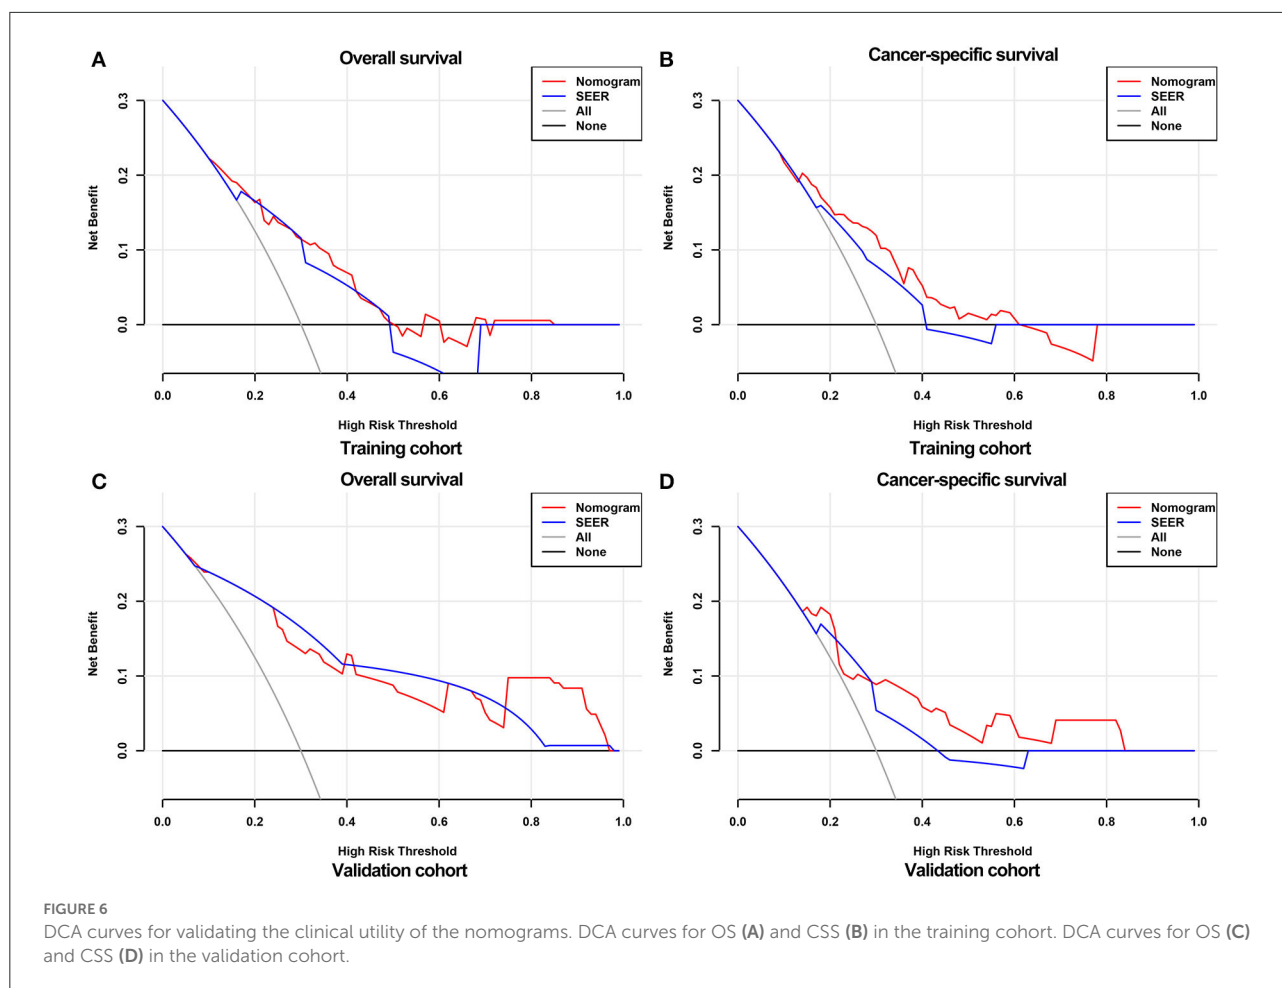 A
Overall survival
Nomogram
SEER
All
None
Net Benefit
0.3
0.2
0.1
0.0
0.0 0.2 0.4 0.6 0.8 1.0
High Risk Threshold
Training cohort
B
Cancer-specific survival
Nomogram
SEER
All
None
Net Benefit
0.3
0.2
0.1
0.0
0.0 0.2 0.4 0.6 0.8 1.0
High Risk Threshold
Training cohort
C
Overall survival
Nomogram
SEER
All
None
Net Benefit
0.3
0.2
0.1
0.0
0.0 0.2 0.4 0.6 0.8 1.0
High Risk Threshold
Validation cohort
D
Cancer-specific survival
Nomogram
SEER
All
None
Net Benefit
0.3
0.2
0.1
0.0
0.0 0.2 0.4 0.6 0.8 1.0
High Risk Threshold
Validation cohort
FIGURE 6
DCA curves for validating the clinical utility of the nomograms. DCA curves for OS (A) and CSS (B) in the training cohort. DCA curves for OS (C)
and CSS (D) in the validation cohort.